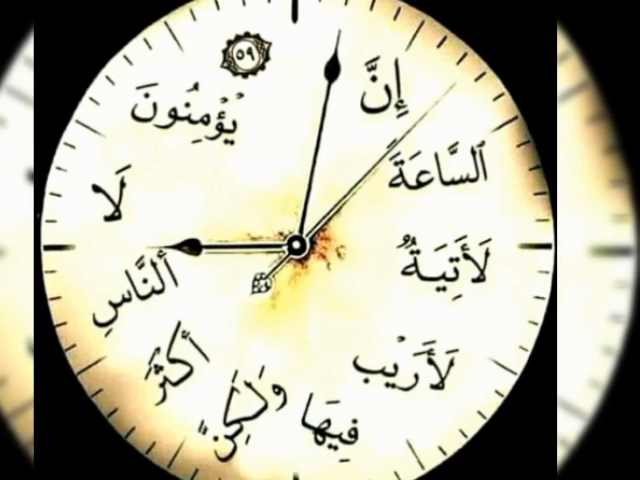 إِنَّ
ٱلسَّاعَةَ
لَأَتِيَةٌ
لَأَرَيْب
فِيهَا
وَلَٰكِنَّ
أَكْثَرَ
ٱلنَّاسِ
لَا
يُؤْمِنُونَ
٥٩